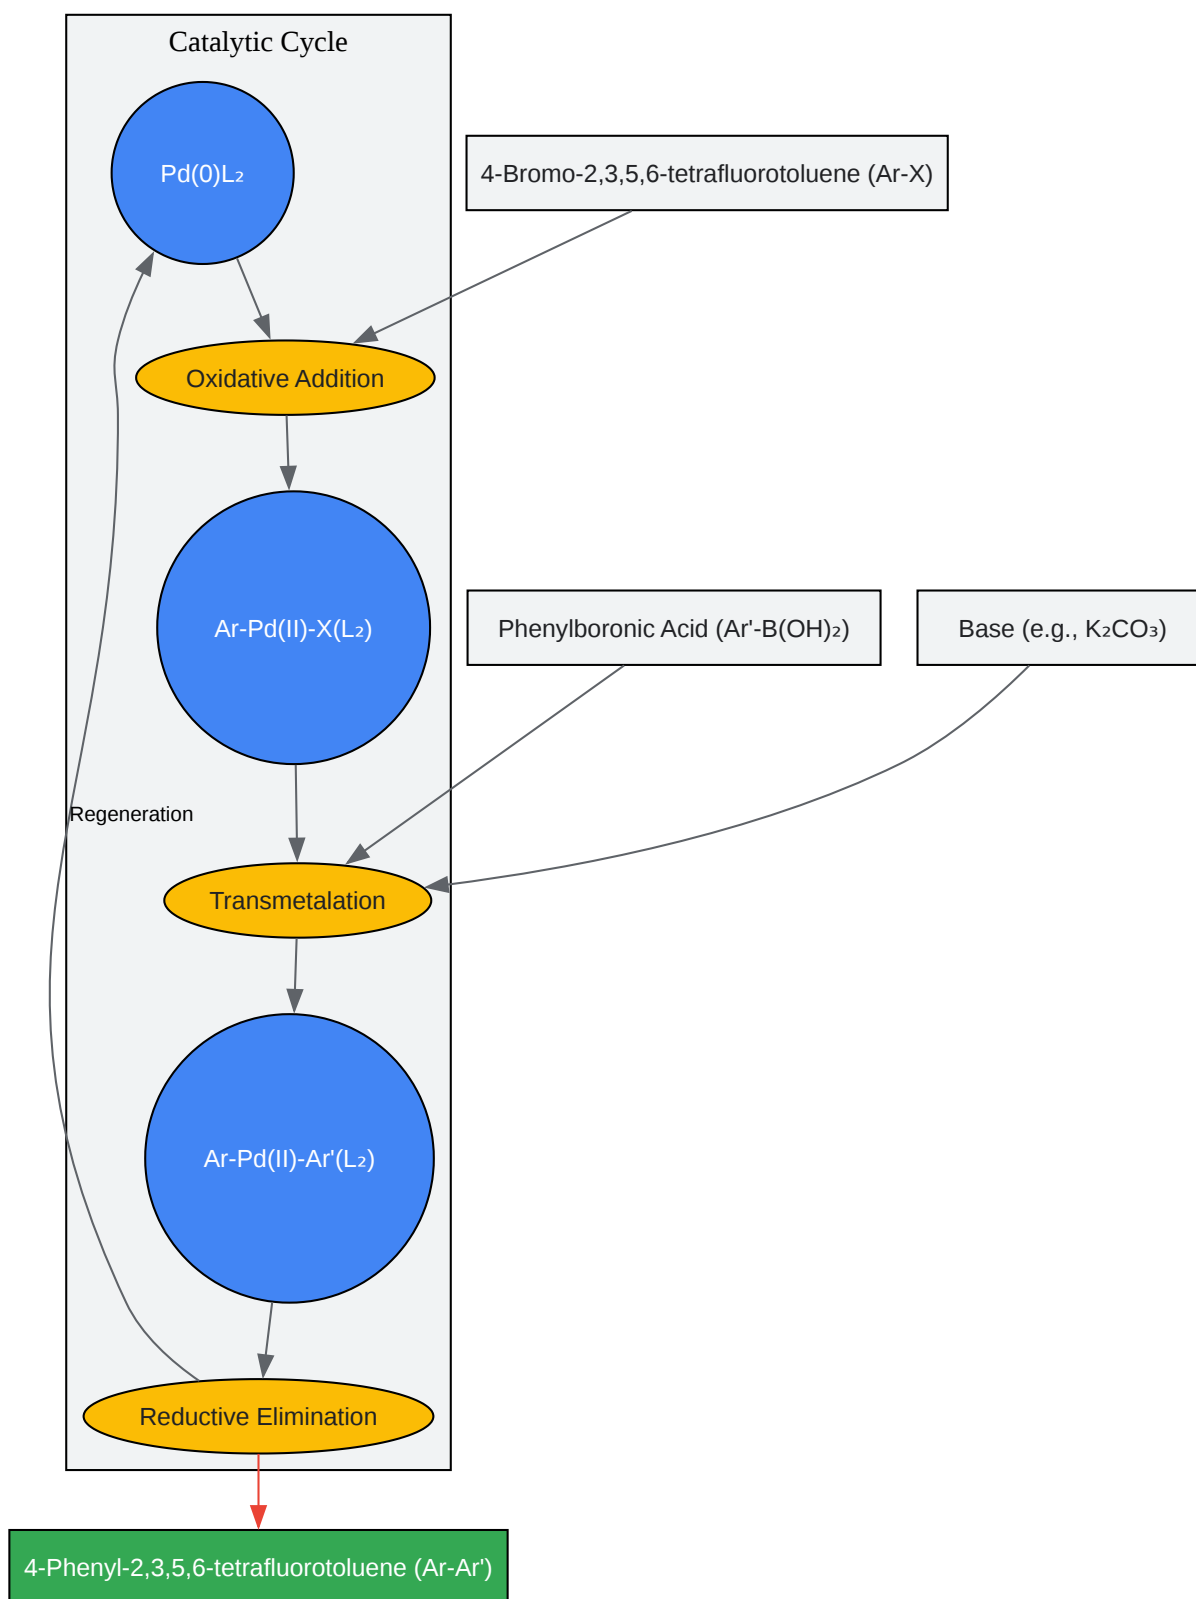 Catalytic Cycle
Pd(0)L₂
4-Bromo-2,3,5,6-tetrafluorotoluene (Ar-X)
Oxidative Addition
Ar-Pd(II)-X(L₂)
Phenylboronic Acid (Ar'-B(OH)₂)
Base (e.g., K₂CO₃)
Regeneration
Transmetalation
Ar-Pd(II)-Ar'(L₂)
Reductive Elimination
4-Phenyl-2,3,5,6-tetrafluorotoluene (Ar-Ar')